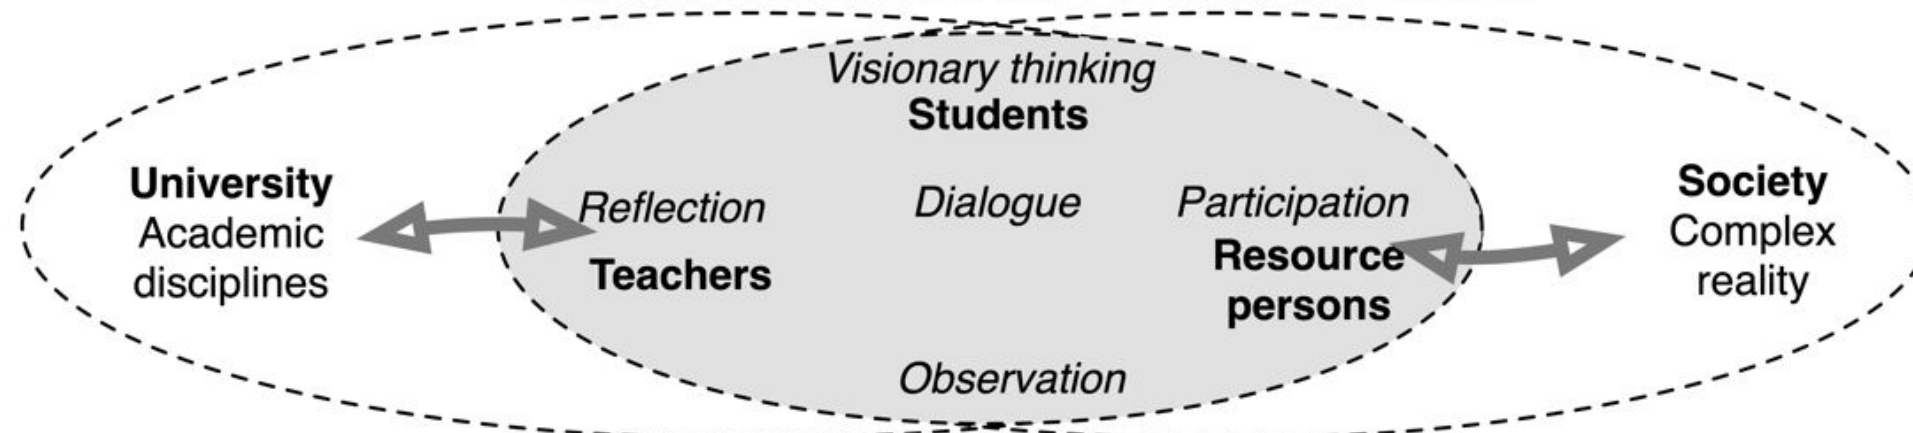 Visionary thinking
Students
University
Academic
disciplines
Reflection
Teachers
Dialogue
Participation
Resource
persons
Society
Complex
reality
Observation